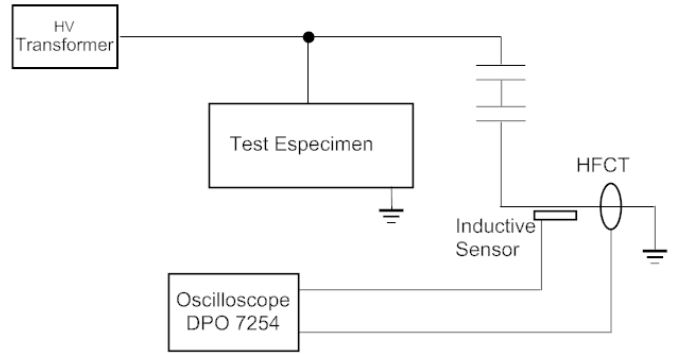 HV
Transformer
Test Especimen
HFCT
Inductive
Sensor
Oscilloscope
DPO 7254